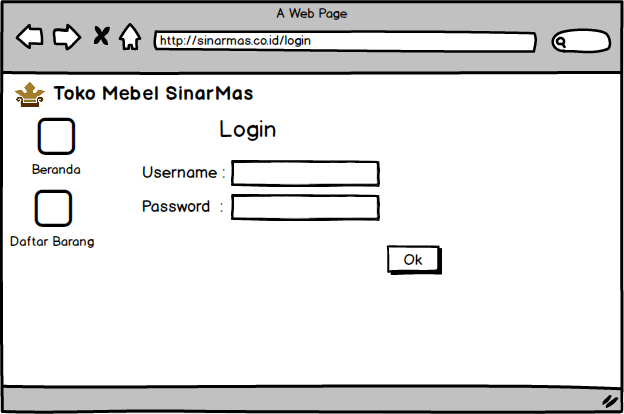 A Web Page
http://sinarmas.co.id/login
Toko Mebel SinarMas
Login
Beranda
Username :
Password :
Daftar Barang
Ok